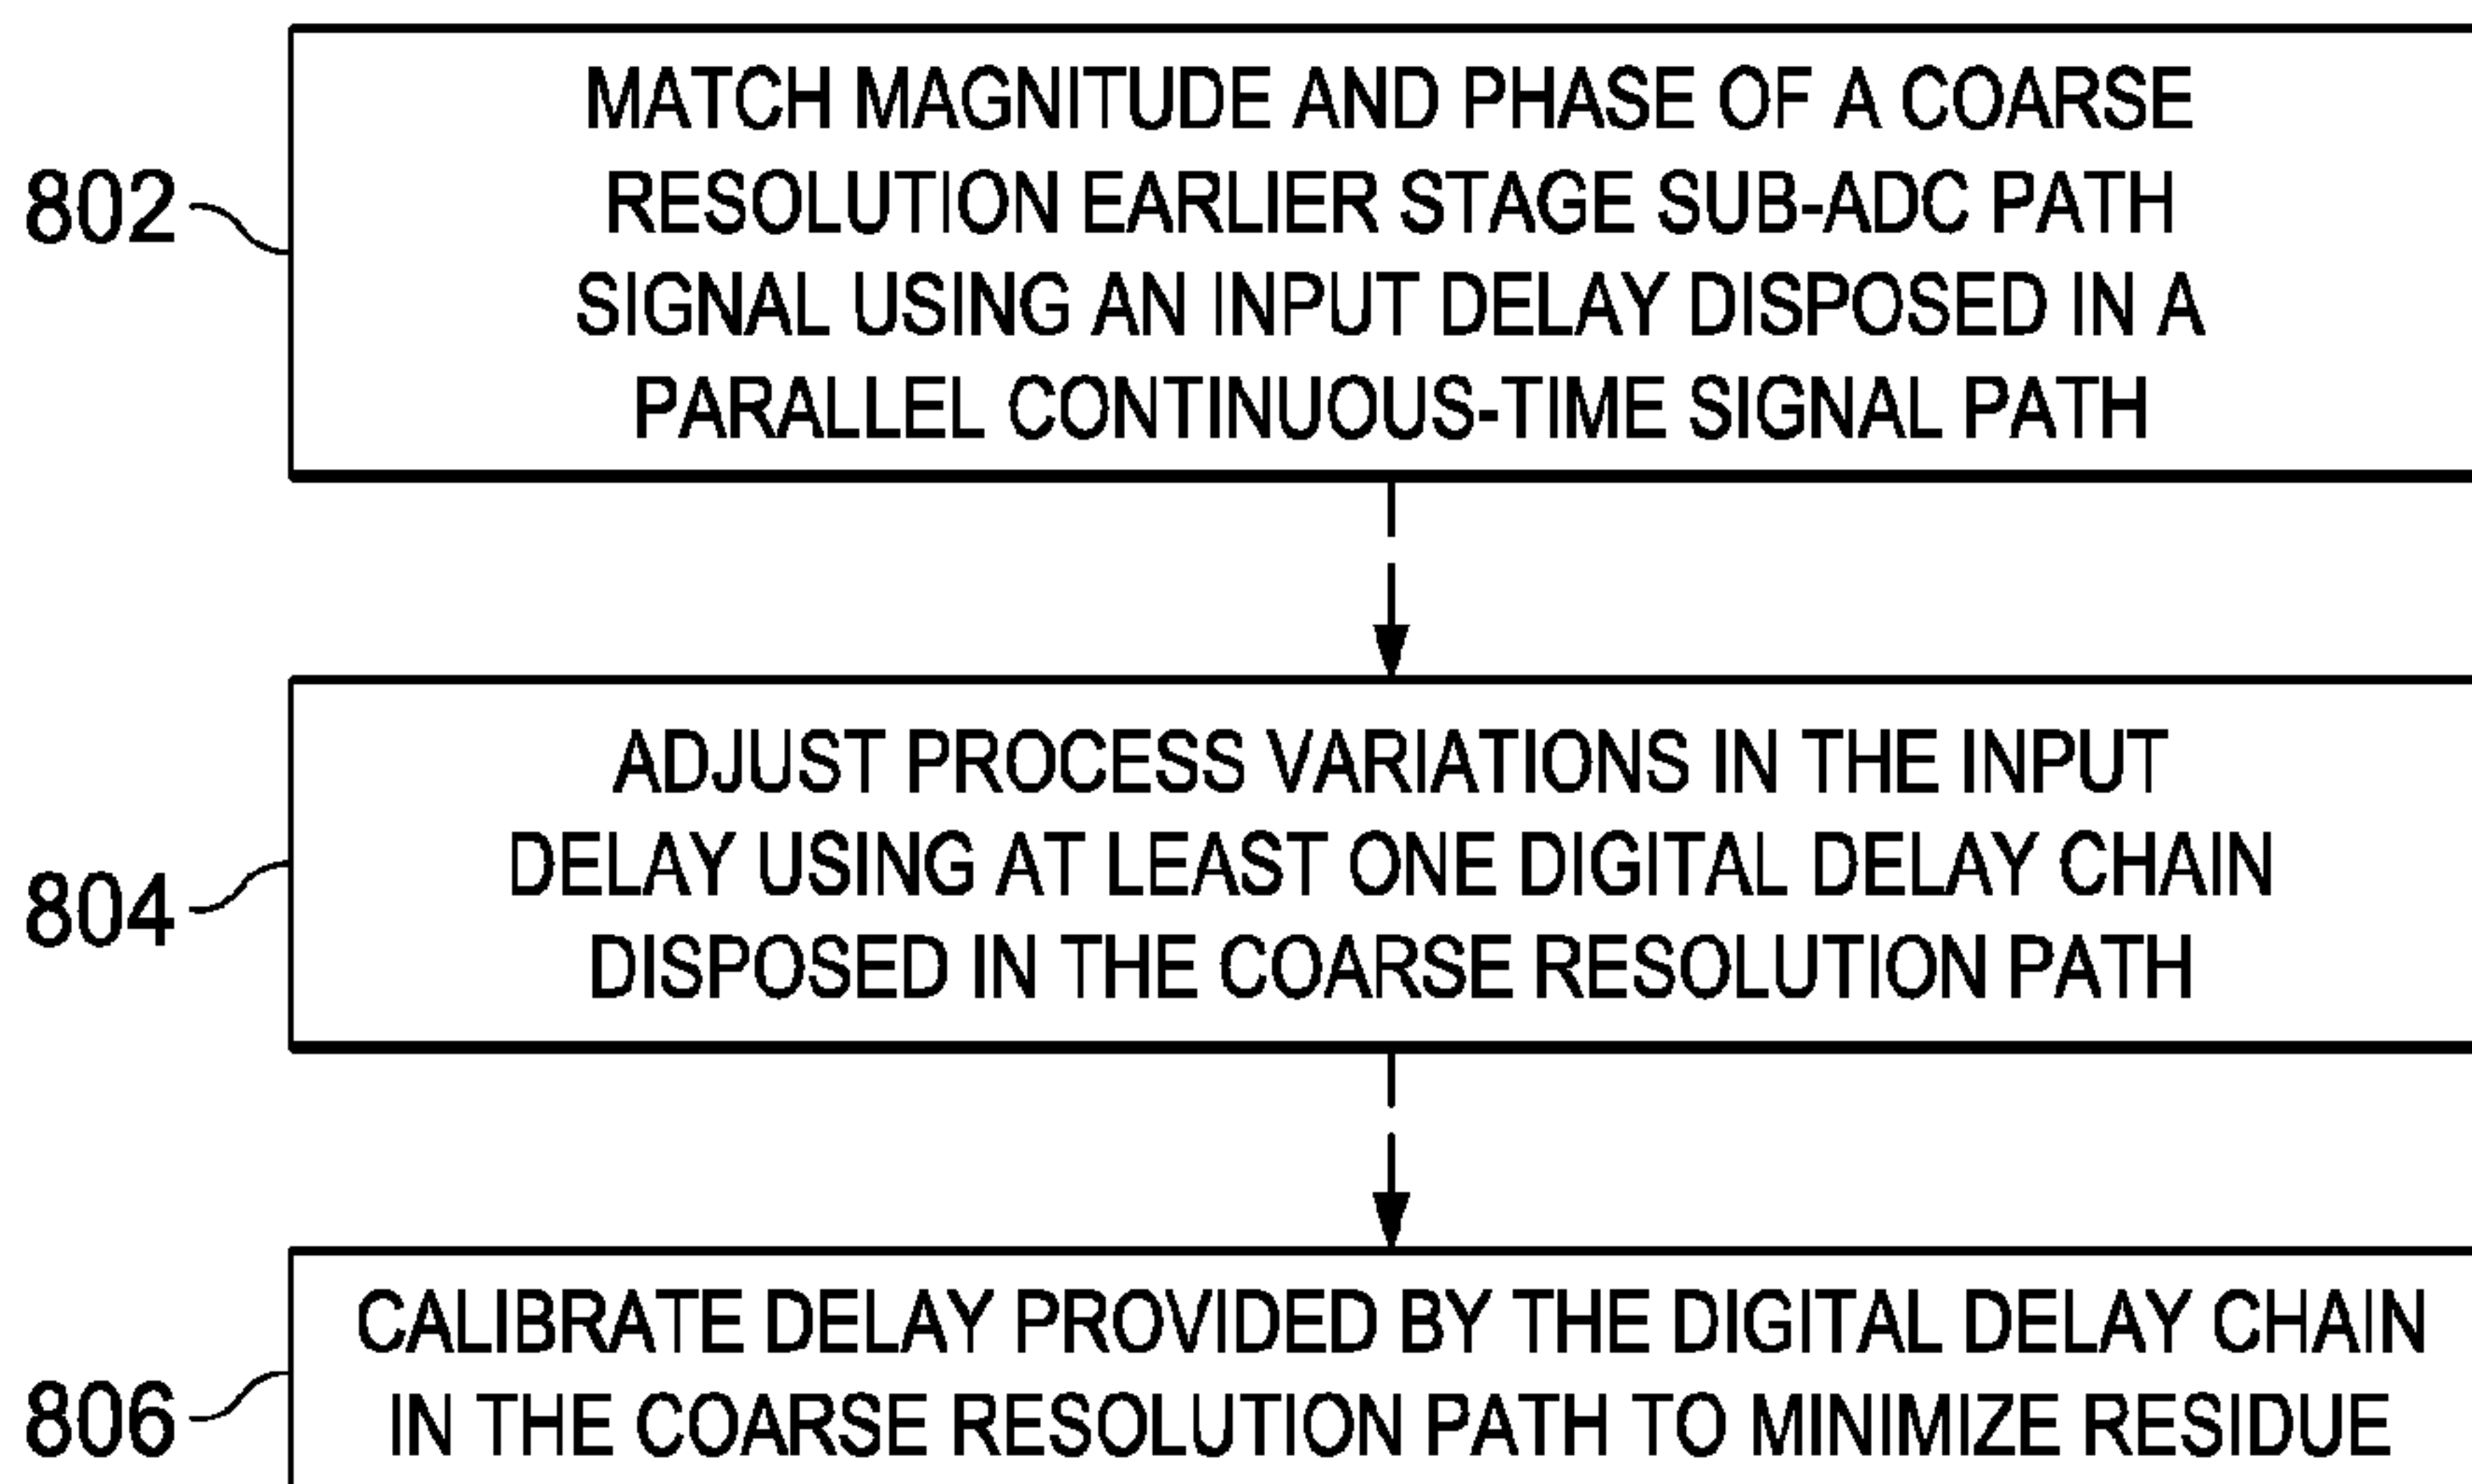 MATCH MAGNITUDE AND PHASE OF A COARSE
RESOLUTION EARLIER STAGE SUB-ADC PATH
SIGNAL USING AN INPUT DELAY DISPOSED IN A
PARALLEL CONTINUOUS-TIME SIGNAL PATH
802
ADJUST PROCESS VARIATIONS IN THE INPUT
DELAY USING AT LEAST ONE DIGITAL DELAY CHAIN
DISPOSED IN THE COARSE RESOLUTION PATH
804
CALIBRATE DELAY PROVIDED BY THE DIGITAL DELAY CHAIN
IN THE COARSE RESOLUTION PATH TO MINIMIZE RESIDUE
806